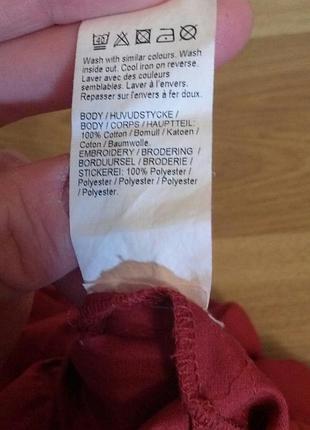 Wash with similar colours. Wash
inside out. Cool iron on reverse.
Laver avec des couleurs
semblables. Laver à l'envers.
Repasser sur l'envers à fer doux.
BODY / HUVUDSTYCKE /
BODY / CORPS / HAUPTTEIL:
100% Cotton / Bomull / Katoen /
Coton / Baumwolle.
EMBROIDERY / BRODERING /
BORDUURSEL / BRODERIE /
STICKEREI: 100% Polyester /
Polyester / Polyester /
Polyester / Polyester.